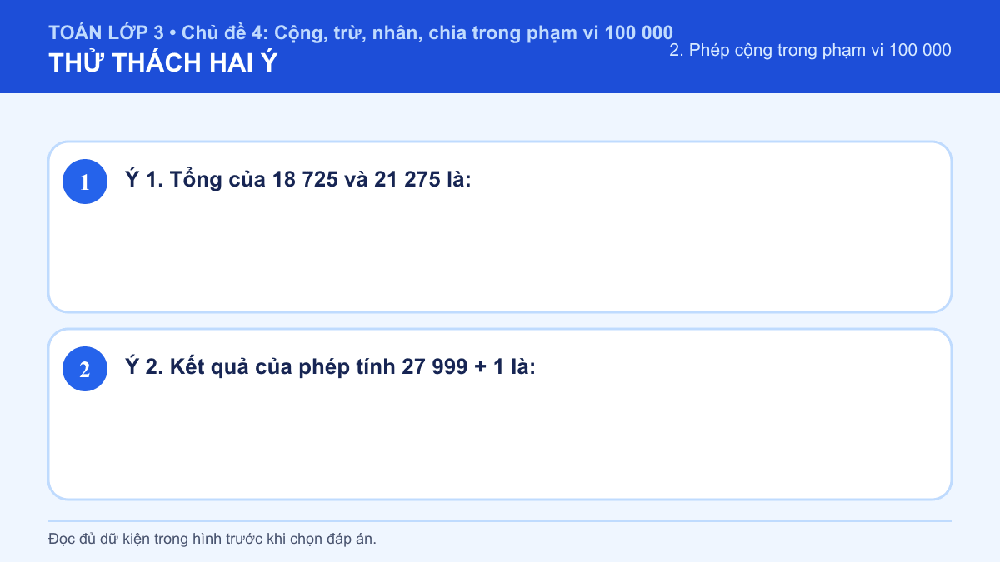 TOÁN LỚP 3 • Chủ đề 4: Cộng, trừ, nhân, chia trong phạm vi 100 000
THỬ THÁCH HAI Ý
2. Phép cộng trong phạm vi 100 000
1
Ý 1. Tổng của 18 725 và 21 275 là:
2
Ý 2. Kết quả của phép tính 27 999 + 1 là:
Đọc đủ dữ kiện trong hình trước khi chọn đáp án.